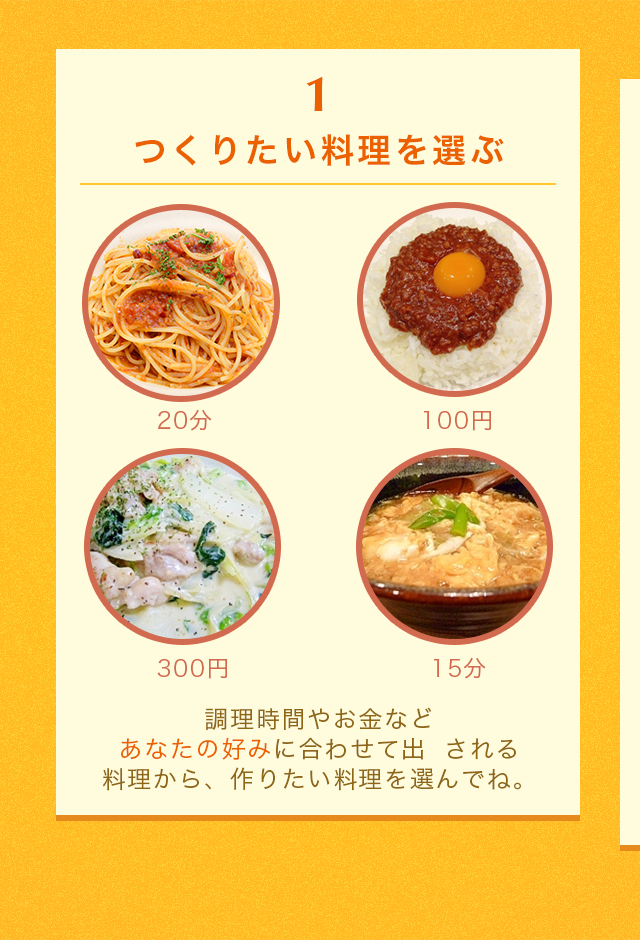 1
つくりたい料理を選ぶ
20分
100円
300円
15分
調理時間やお金など
あなたの好みに合わせて出 される
料理から、作りたい料理を選んでね。